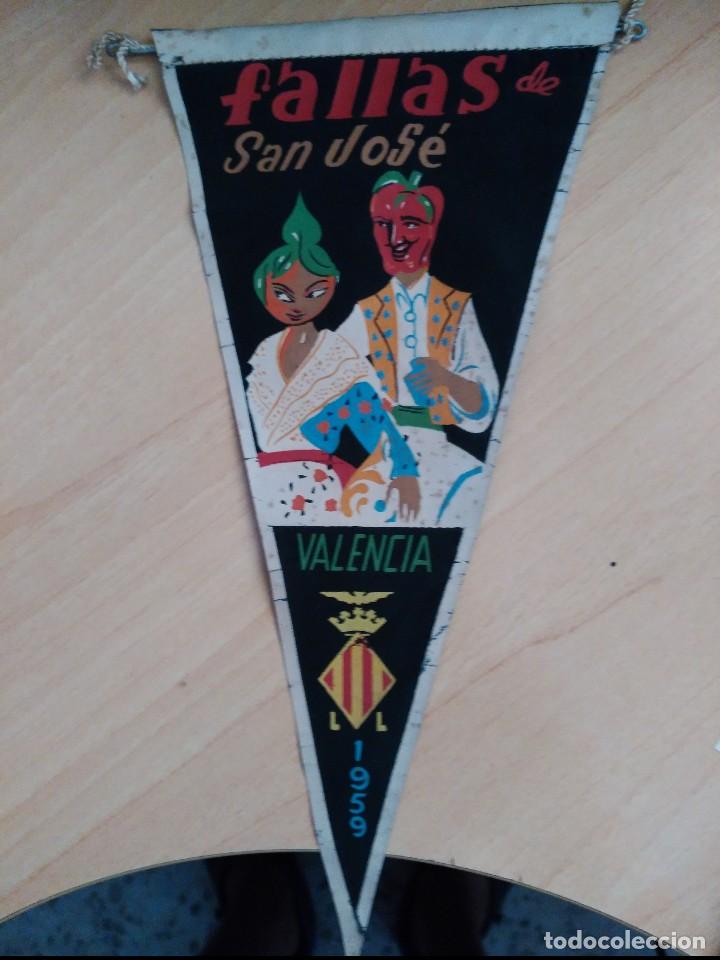 fallas de
San José
VALENCIA
L L
1959
todocoleccion